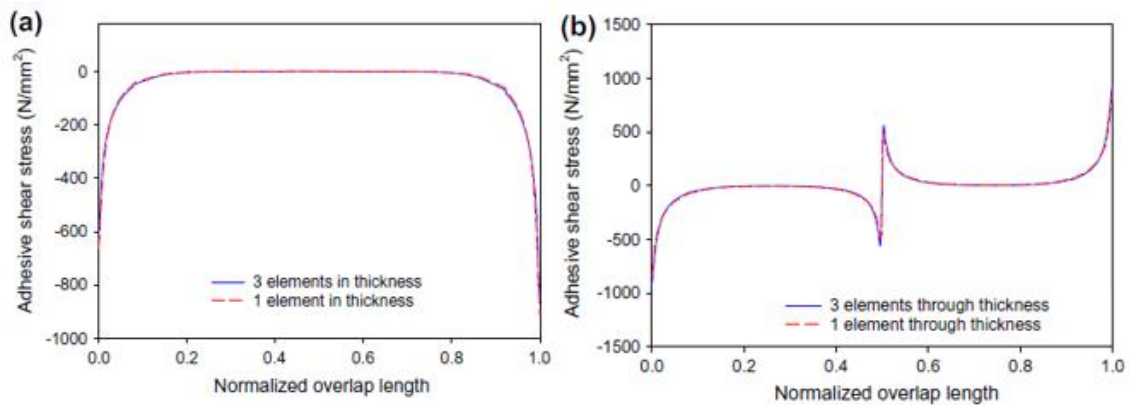 (a)
Adhesive shear stress (N/mm²)
0
-200
-400
-600
-800
-1000
3 elements in thickness
1 element in thickness
0.0 0.2 0.4 0.6 0.8 1.0
Normalized overlap length
(b)
Adhesive shear stress (N/mm²)
1500
1000
500
0
-500
-1000
-1500
3 elements through thickness
1 element through thickness
0.0 0.2 0.4 0.6 0.8 1.0
Normalized overlap length